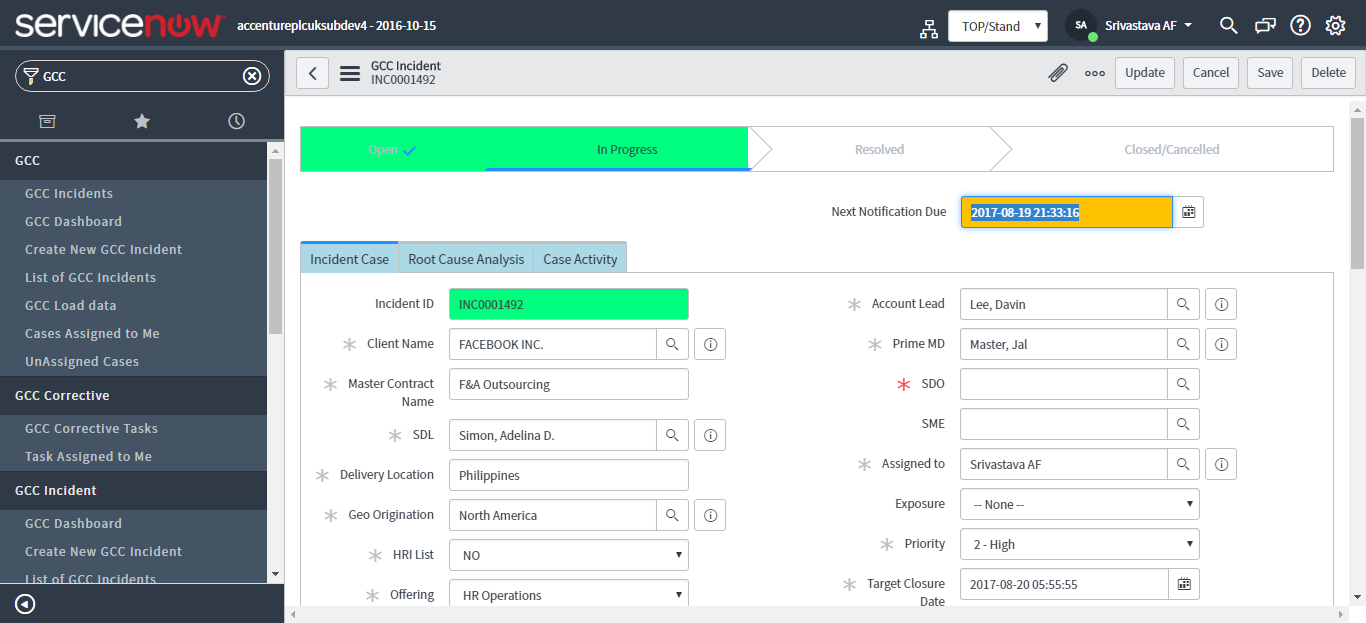 servicenow accentureplcuksubdev4 - 2016-10-15 TOP/Stand SA Srivastava AF
GCC
GCC Incident
INC0001492
Update Cancel Save Delete
GCC
GCC Incidents
GCC Dashboard
Create New GCC Incident
List of GCC Incidents
GCC Load data
Cases Assigned to Me
UnAssigned Cases
GCC Corrective
GCC Corrective Tasks
Task Assigned to Me
GCC Incident
GCC Dashboard
Create New GCC Incident
List of GCC Incidents
Open In Progress Resolved Closed/Cancelled
Next Notification Due 2017-08-19 21:33:16
Incident Case Root Cause Analysis Case Activity
Incident ID INC0001492
Client Name FACEBOOK INC.
Master Contract Name F&A Outsourcing
SDL Simon, Adelina D.
Delivery Location Philippines
Geo Origination North America
HRI List NO
Offering HR Operations
Account Lead Lee, Davin
Prime MD Master, Jal
SDO
SME
Assigned to Srivastava AF
Exposure -- None --
Priority 2 - High
Target Closure Date 2017-08-20 05:55:55